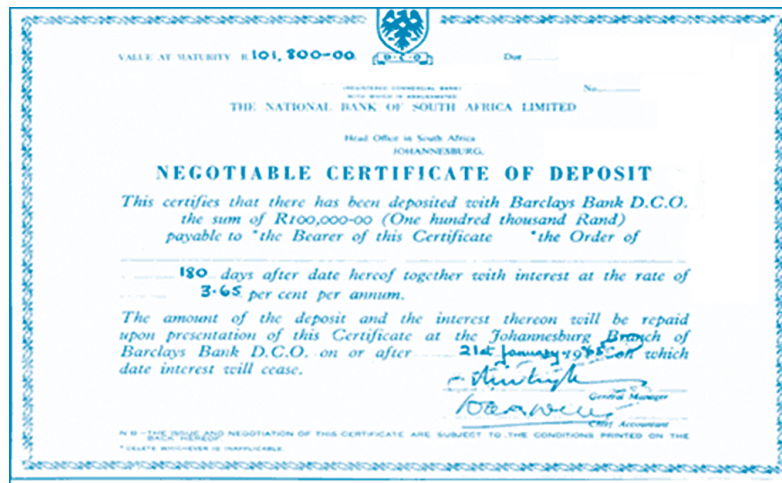 D·C·O
VALUE AT MATURITY R 101,800-00 Due
(REGISTERED COMMERCIAL BANK) No.
WITH WHICH IS AMALGAMATED
THE NATIONAL BANK OF SOUTH AFRICA LIMITED
Head Office in South Africa
JOHANNESBURG.
NEGOTIABLE CERTIFICATE OF DEPOSIT
This certifies that there has been deposited with Barclays Bank D.C.O.
the sum of R100,000-00 (One hundred thousand Rand)
payable to *the Bearer of this Certificate *the Order of
180 days after date hereof together with interest at the rate of
3.65 per cent per annum.
The amount of the deposit and the interest thereon will be repaid
upon presentation of this Certificate at the Johannesburg Branch of
Barclays Bank D.C.O. on or after 21st January on which
date interest will cease.
General Manager
Chief Accountant
N B—THE ISSUE AND NEGOTIATION OF THIS CERTIFICATE ARE SUBJECT TO THE CONDITIONS PRINTED ON THE
BACK HEREOF
* DELETE WHICHEVER IS INAPPLICABLE.